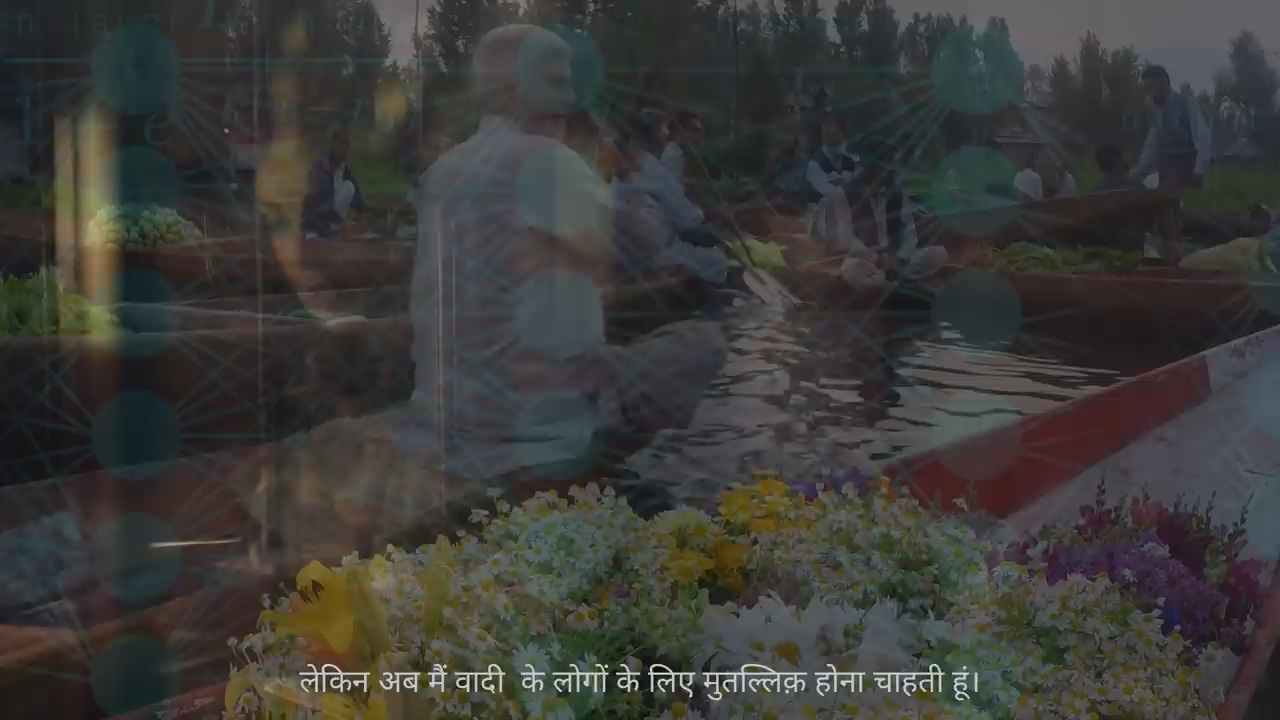 लेकिन अब मैं वादी के लोगों के लिए मुतल्लिक़ होना चाहती हूं।